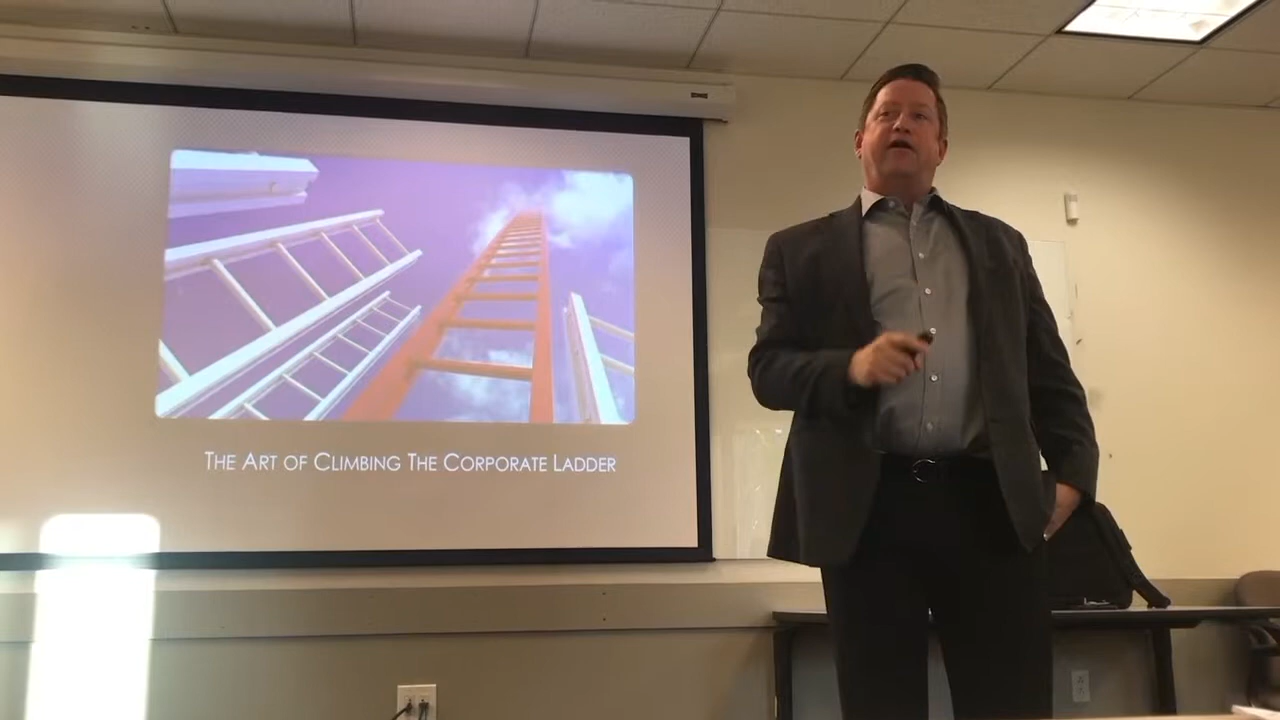 THE ART OF CLIMBING THE CORPORATE LADDER